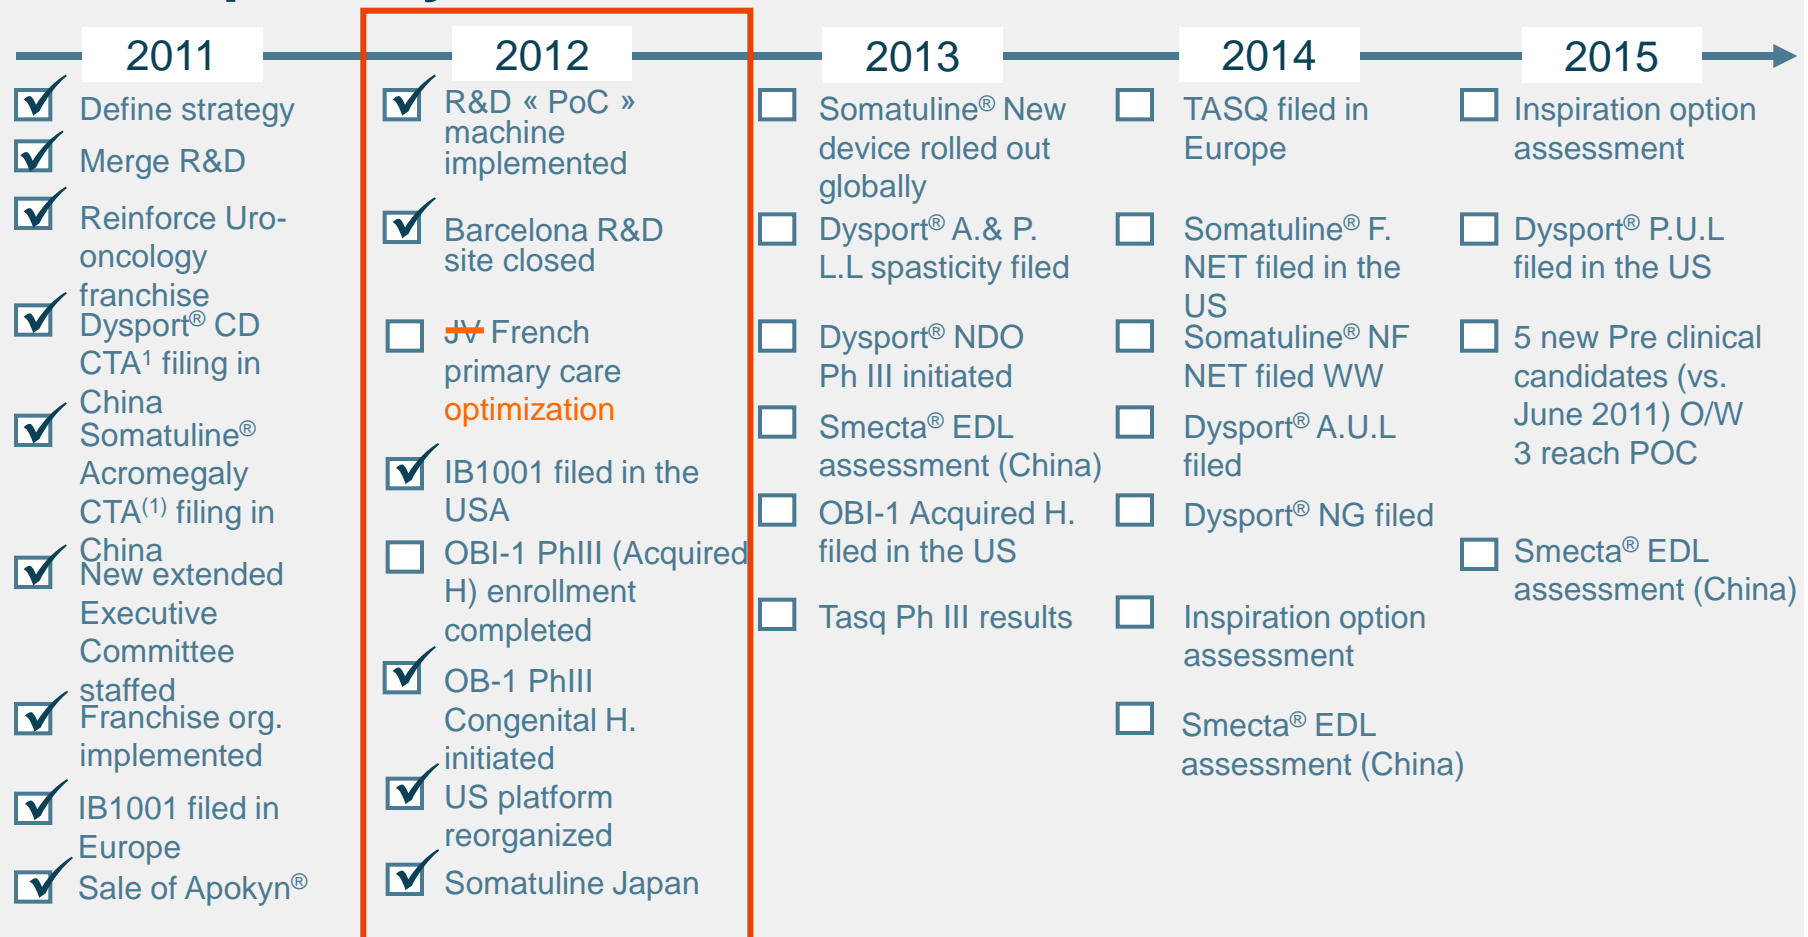 2011
Define strategy
Merge R&D
Reinforce Uro-
oncology
franchise
Dysport® CD
CTA¹ filing in
China
Somatuline®
Acromegaly
CTA⁽¹⁾ filing in
China
New extended
Executive
Committee
staffed
Franchise org.
implemented
IB1001 filed in
Europe
Sale of Apokyn®
2012
R&D « PoC »
machine
implemented
Barcelona R&D
site closed
JV French
primary care
optimization
IB1001 filed in the
USA
OBI-1 PhIII (Acquired
H) enrollment
completed
OB-1 PhIII
Congenital H.
initiated
US platform
reorganized
Somatuline Japan
2013
Somatuline® New
device rolled out
globally
Dysport® A.& P.
L.L spasticity filed
Dysport® NDO
Ph III initiated
Smecta® EDL
assessment (China)
OBI-1 Acquired H.
filed in the US
Tasq Ph III results
2014
TASQ filed in
Europe
Somatuline® F.
NET filed in the
US
Somatuline® NF
NET filed WW
Dysport® A.U.L
filed
Dysport® NG filed
Inspiration option
assessment
Smecta® EDL
assessment (China)
2015
Inspiration option
assessment
Dysport® P.U.L
filed in the US
5 new Pre clinical
candidates (vs.
June 2011) O/W
3 reach POC
Smecta® EDL
assessment (China)